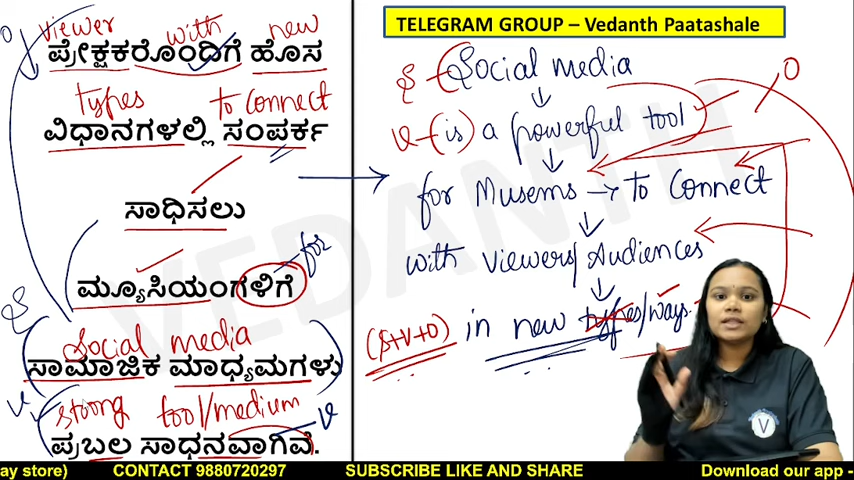 TELEGRAM GROUP – Vedanth Paatashale
viewer with new
ಪ್ರೇಕ್ಷಕರೊಂದಿಗೆ ಹೊಸ
types to connect
ವಿಧಾನಗಳಲ್ಲಿ ಸಂಪರ್ಕ
ಸಾಧಿಸಲು
for
ಮ್ಯೂಸಿಯಂಗಳಿಗೆ
S
Social media
ಸಾಮಾಜಿಕ ಮಾಧ್ಯಮಗಳು
V stoong tool/medium V
ಪ್ರಬಲ ಸಾಧನವಾಗಿವೆ.
S - Social media
O
V - (is) a powerful tool
for Musems → To Connect
with Viewers/Audiences
(S+V+O) in new types/ways.
VEDANTH
V
ay store) CONTACT 9880720297 SUBSCRIBE LIKE AND SHARE Download our app -